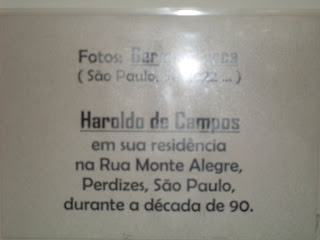 Fotos:
( São Paulo,
Haroldo de Campos
em sua residência
na Rua Monte Alegre,
Perdizes, São Paulo,
durante a década de 90.